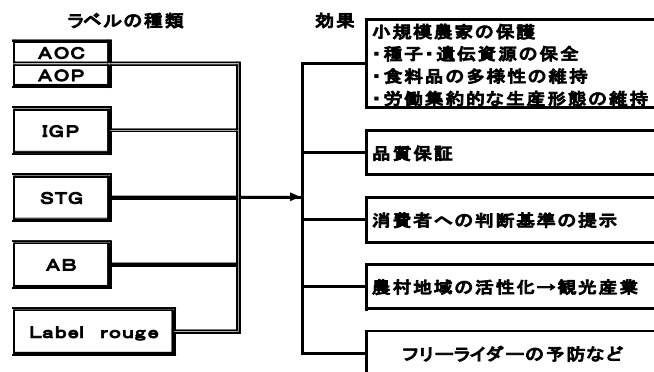 ラベルの種類
AOC
AOP
IGP
STG
AB
Label rouge
効果
小規模農家の保護
・種子・遺伝資源の保全
・食料品の多様性の維持
・労働集約的な生産形態の維持
品質保証
消費者への判断基準の提示
農村地域の活性化→観光産業
フリーライダーの予防など